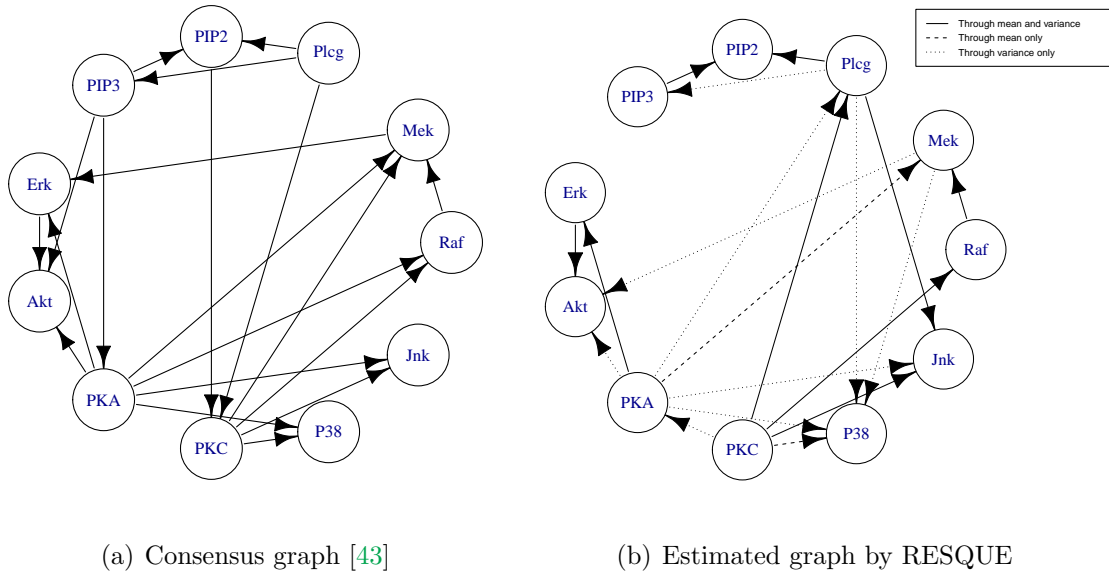 PIP2
Plcg
PIP3
Mek
Erk
Raf
Akt
Jnk
PKA
P38
PKC
(a) Consensus graph [43]
Through mean and variance
Through mean only
Through variance only
PIP2
Plcg
PIP3
Mek
Erk
Raf
Akt
Jnk
PKA
P38
PKC
(b) Estimated graph by RESQUE